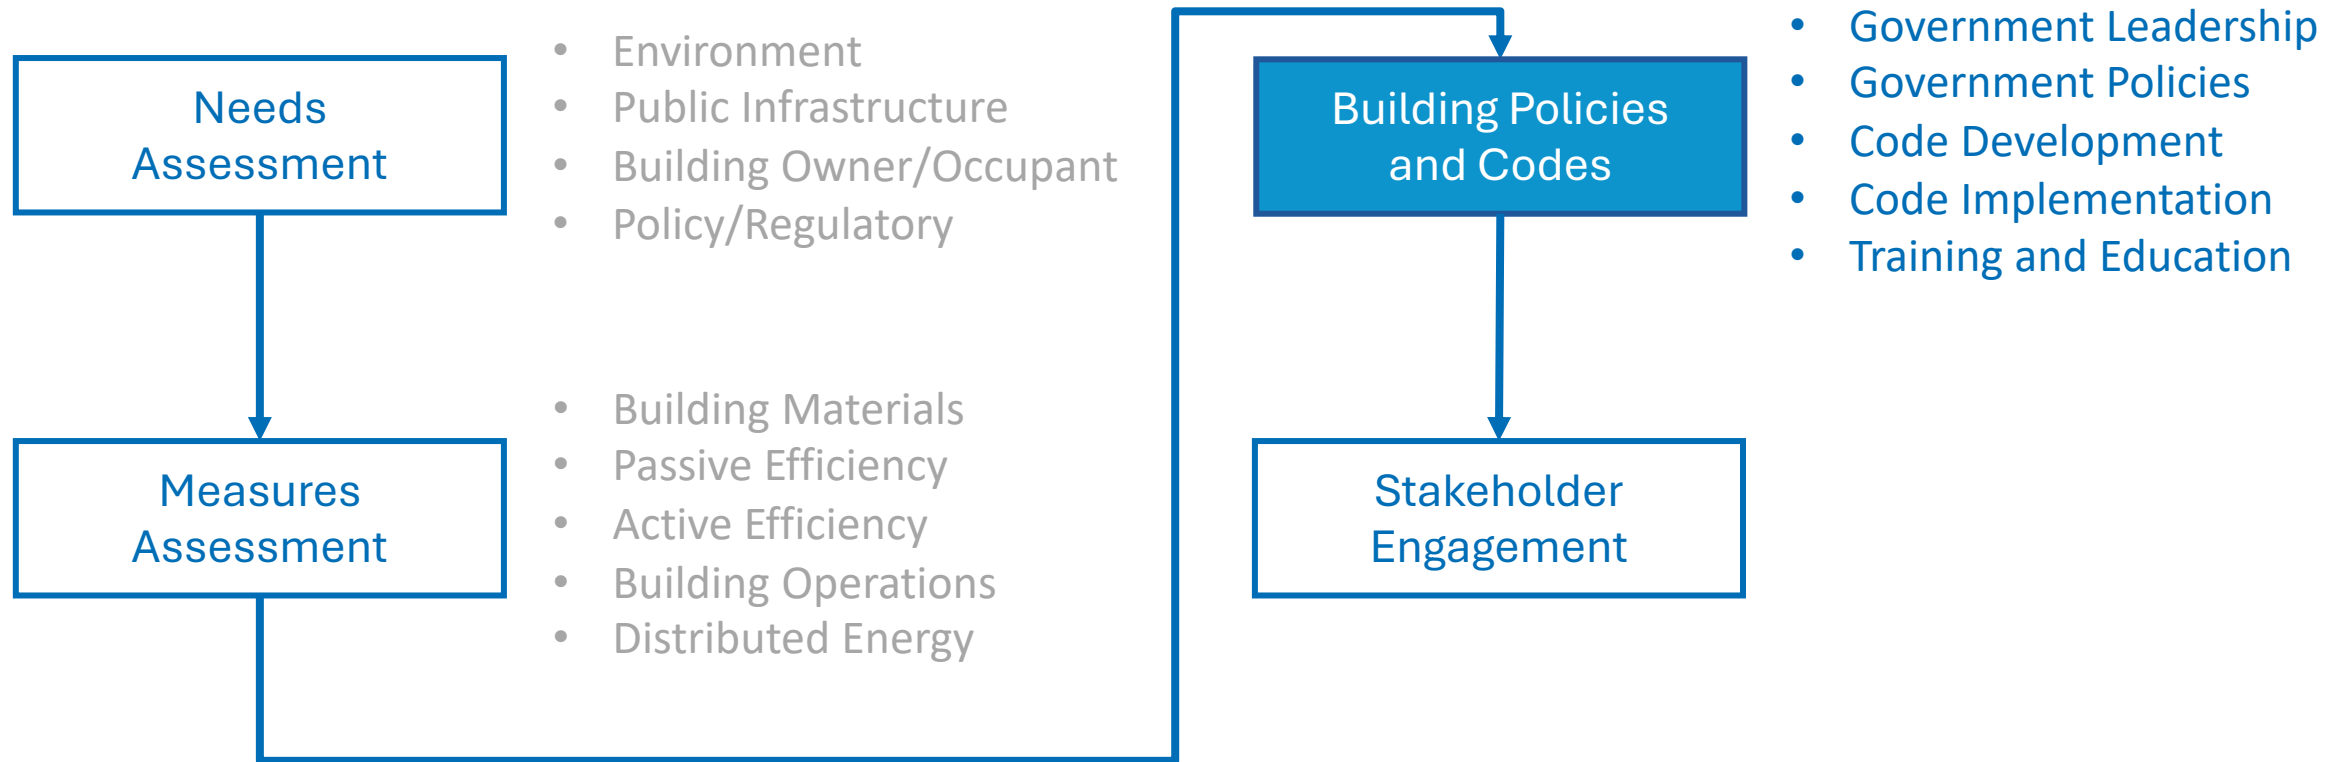 Needs
Assessment
• Environment
• Public Infrastructure
• Building Owner/Occupant
• Policy/Regulatory
Measures
Assessment
• Building Materials
• Passive Efficiency
• Active Efficiency
• Building Operations
• Distributed Energy
Building Policies
and Codes
• Government Leadership
• Government Policies
• Code Development
• Code Implementation
• Training and Education
Stakeholder
Engagement